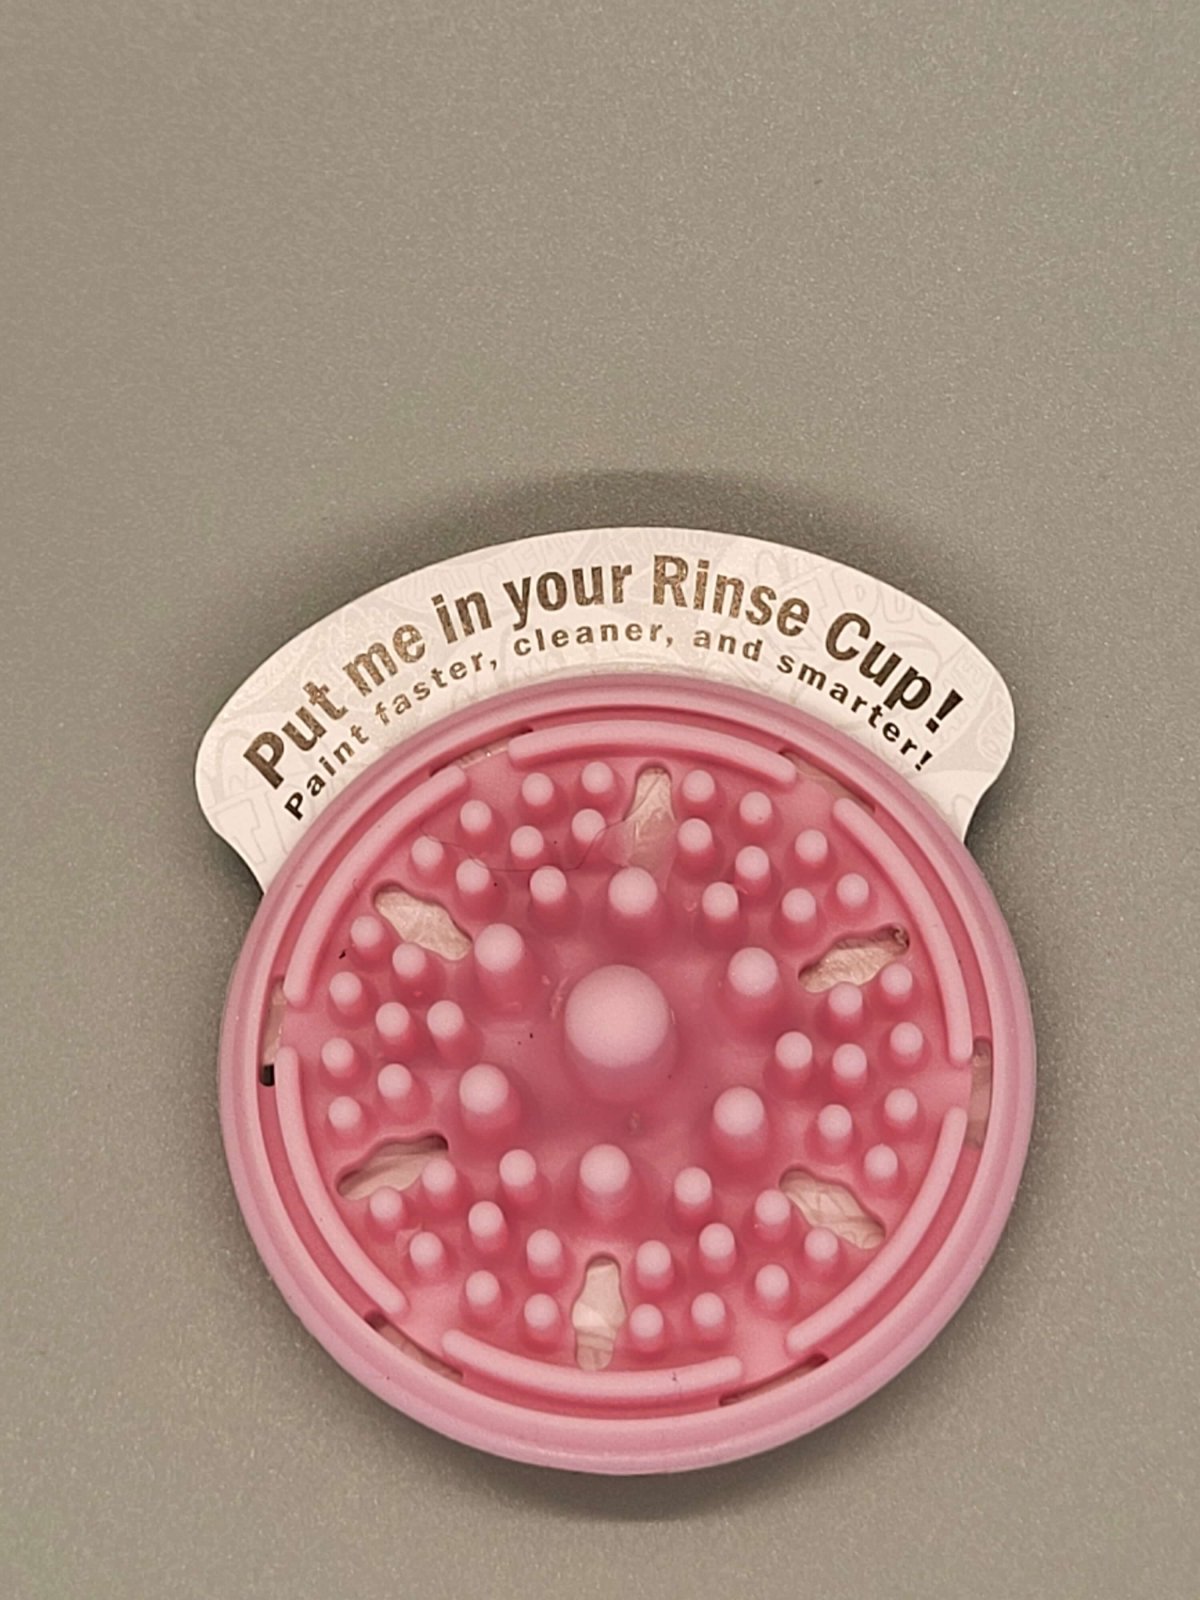 Put me in your Rinse Cup!
Paint faster, cleaner, and smarter!